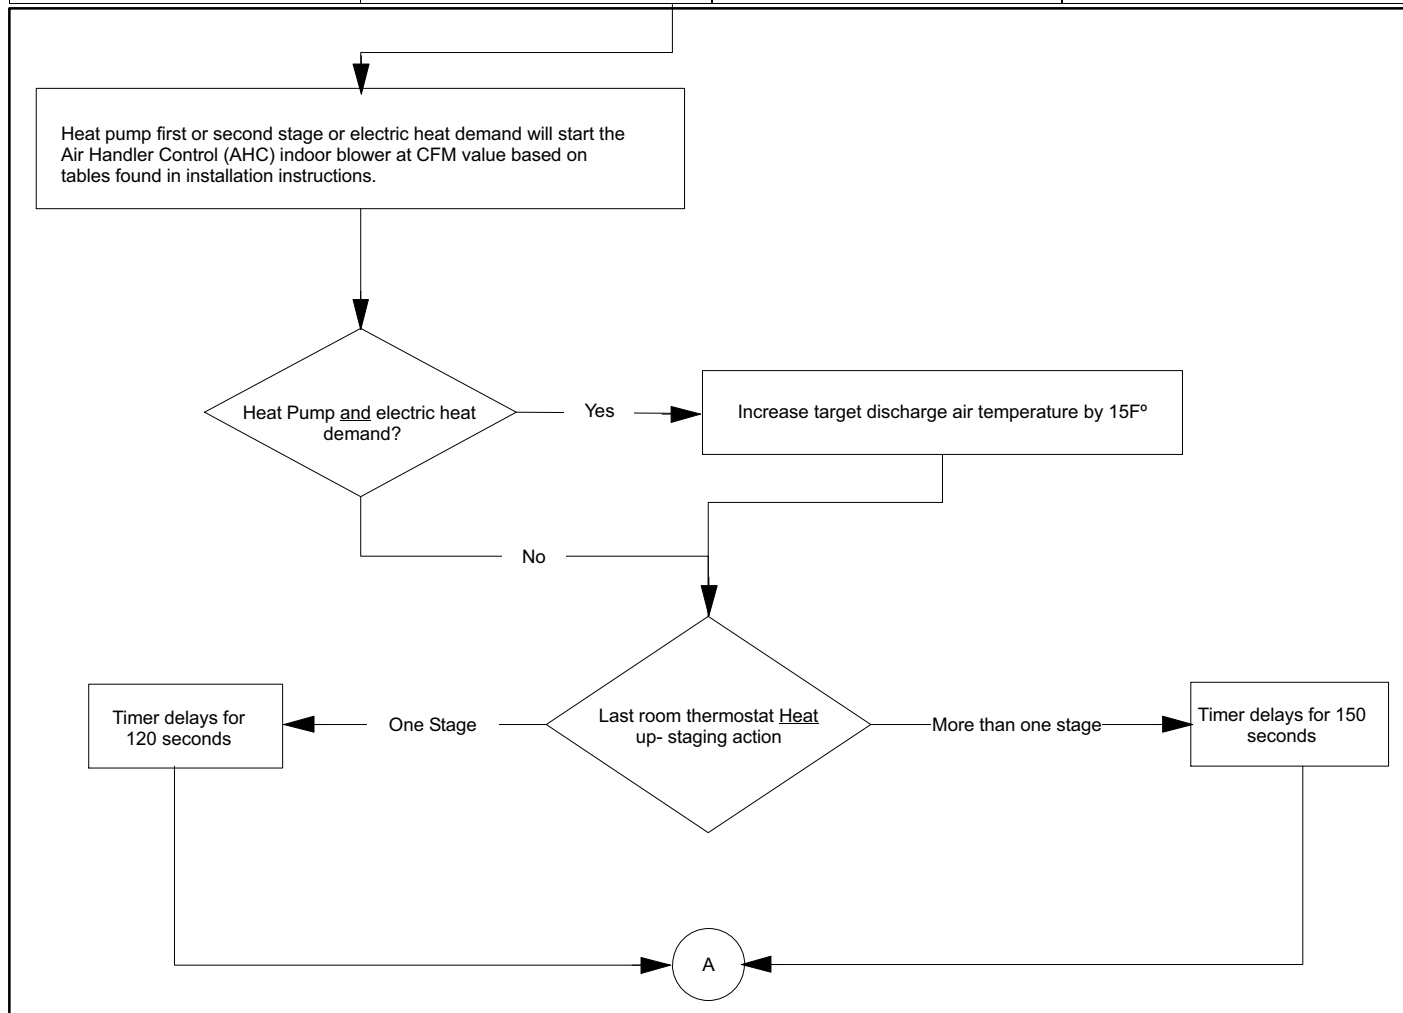 Heat pump first or second stage or electric heat demand will start the
Air Handler Control (AHC) indoor blower at CFM value based on
tables found in installation instructions.
Heat Pump and electric heat
demand?
Yes
Increase target discharge air temperature by 15Fº
No
Timer delays for
120 seconds
One Stage
Last room thermostat Heat
up- staging action
More than one stage
Timer delays for 150
seconds
A